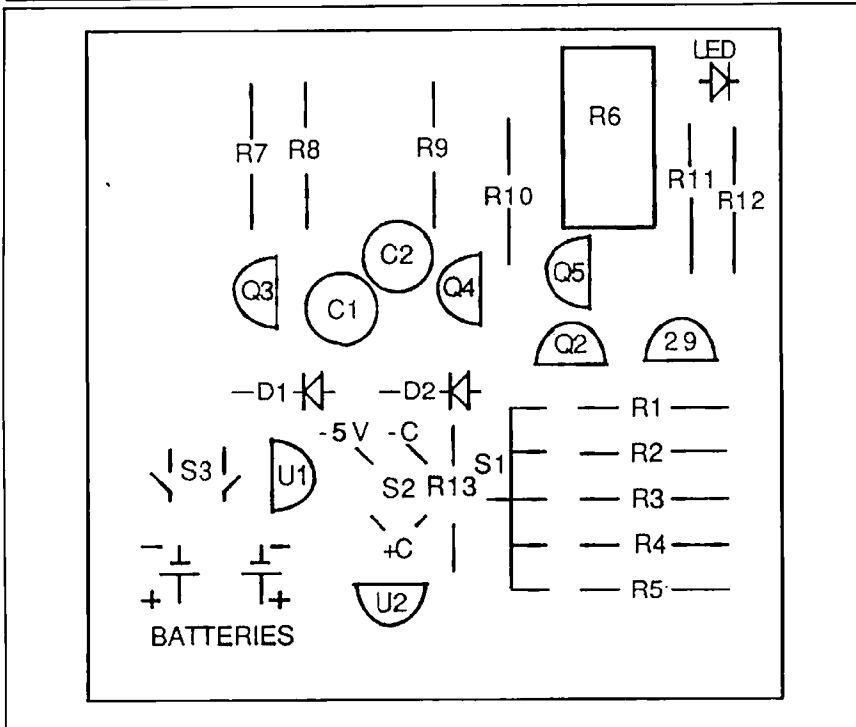 LED
R6
R7 R8 R9
R11
R10 R12
C2
Q3 Q4 Q5
C1
Q2 29
D1 D2 R1
-5V -C
R2
S3 U1 S2 R13 S1
R3
+C R4
- -
+ +
U2 R5
BATTERIES